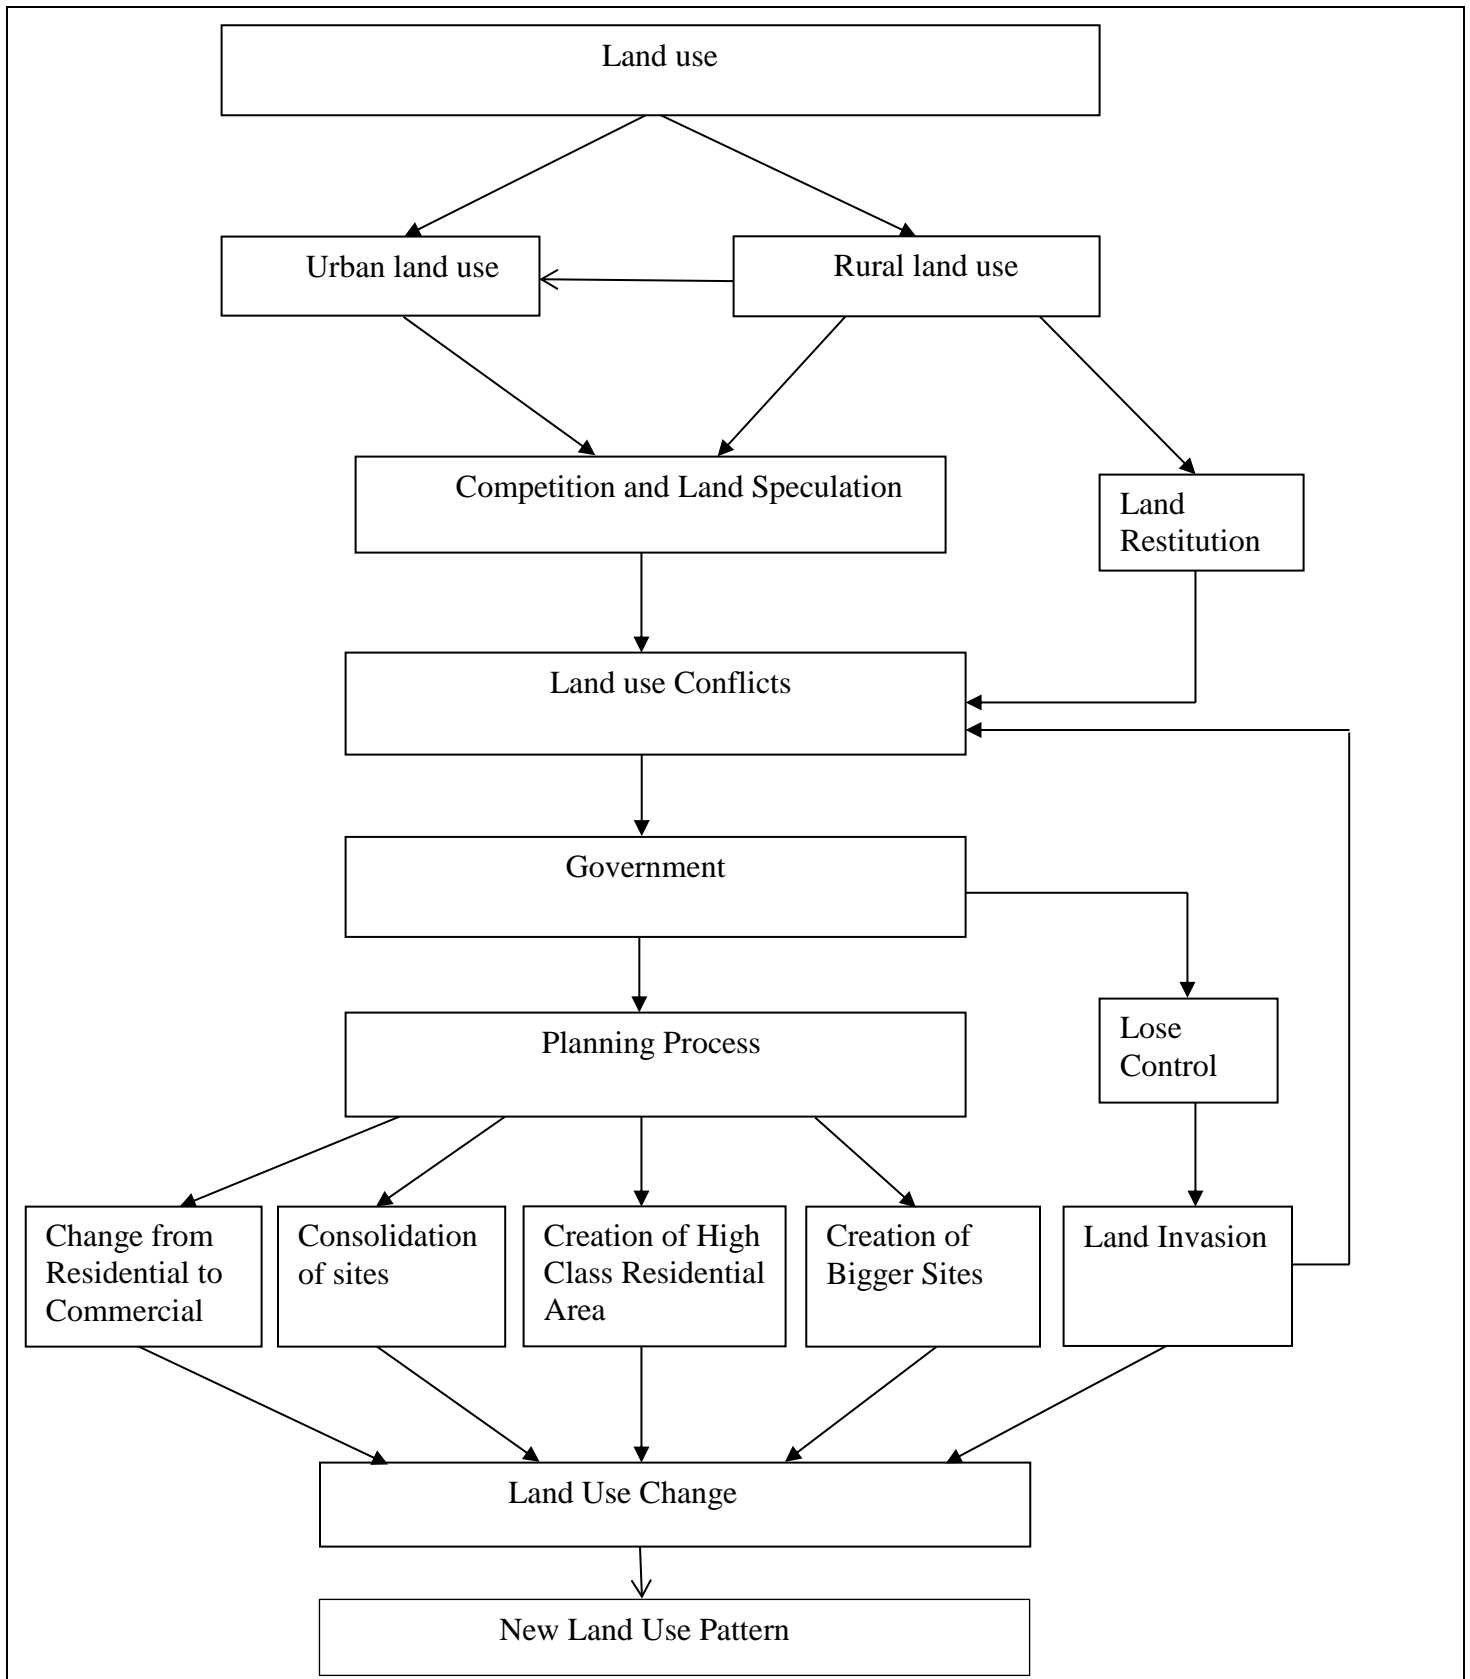 Land use
Urban land use
Rural land use
Competition and Land Speculation
Land
Restitution
Land use Conflicts
Government
Planning Process
Lose
Control
Change from
Residential to
Commercial
Consolidation
of sites
Creation of High
Class Residential
Area
Creation of
Bigger Sites
Land Invasion
Land Use Change
New Land Use Pattern